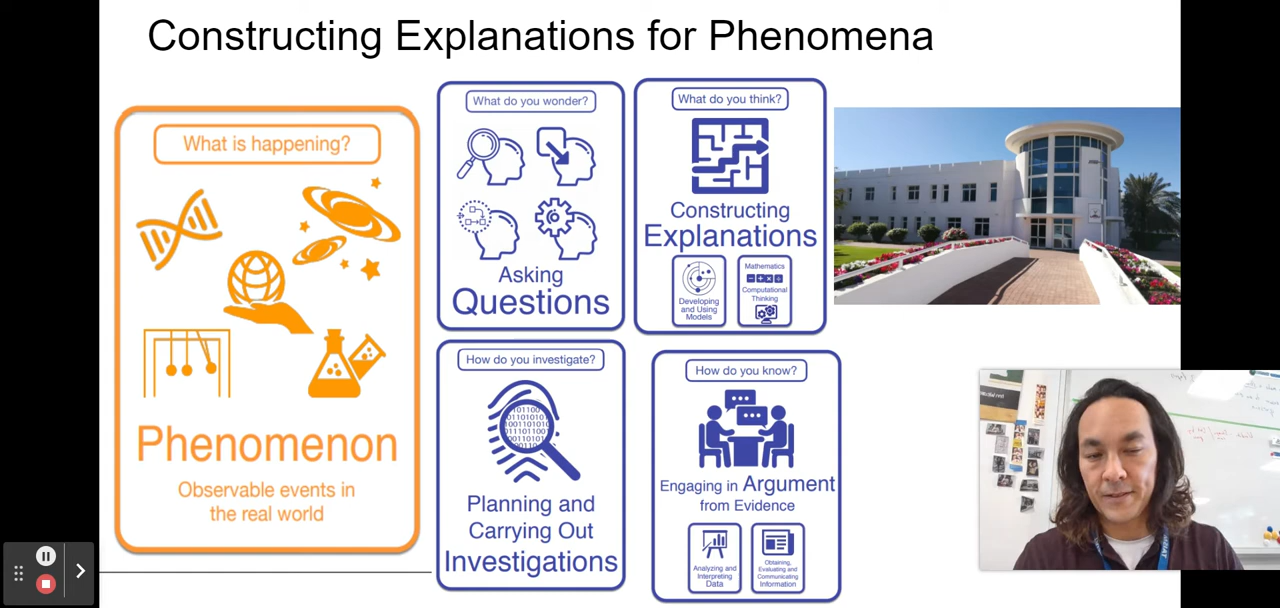 Constructing Explanations for Phenomena
What is happening?
Phenomenon
Observable events in
the real world
What do you wonder?
Asking
Questions
What do you think?
Constructing
Explanations
Developing
and Using
Models
Mathematics
Computational
Thinking
How do you investigate?
Planning and
Carrying Out
Investigations
How do you know?
Engaging in Argument
from Evidence
Analyzing and
Interpreting
Data
Obtaining,
Evaluating and
Communicating
Information